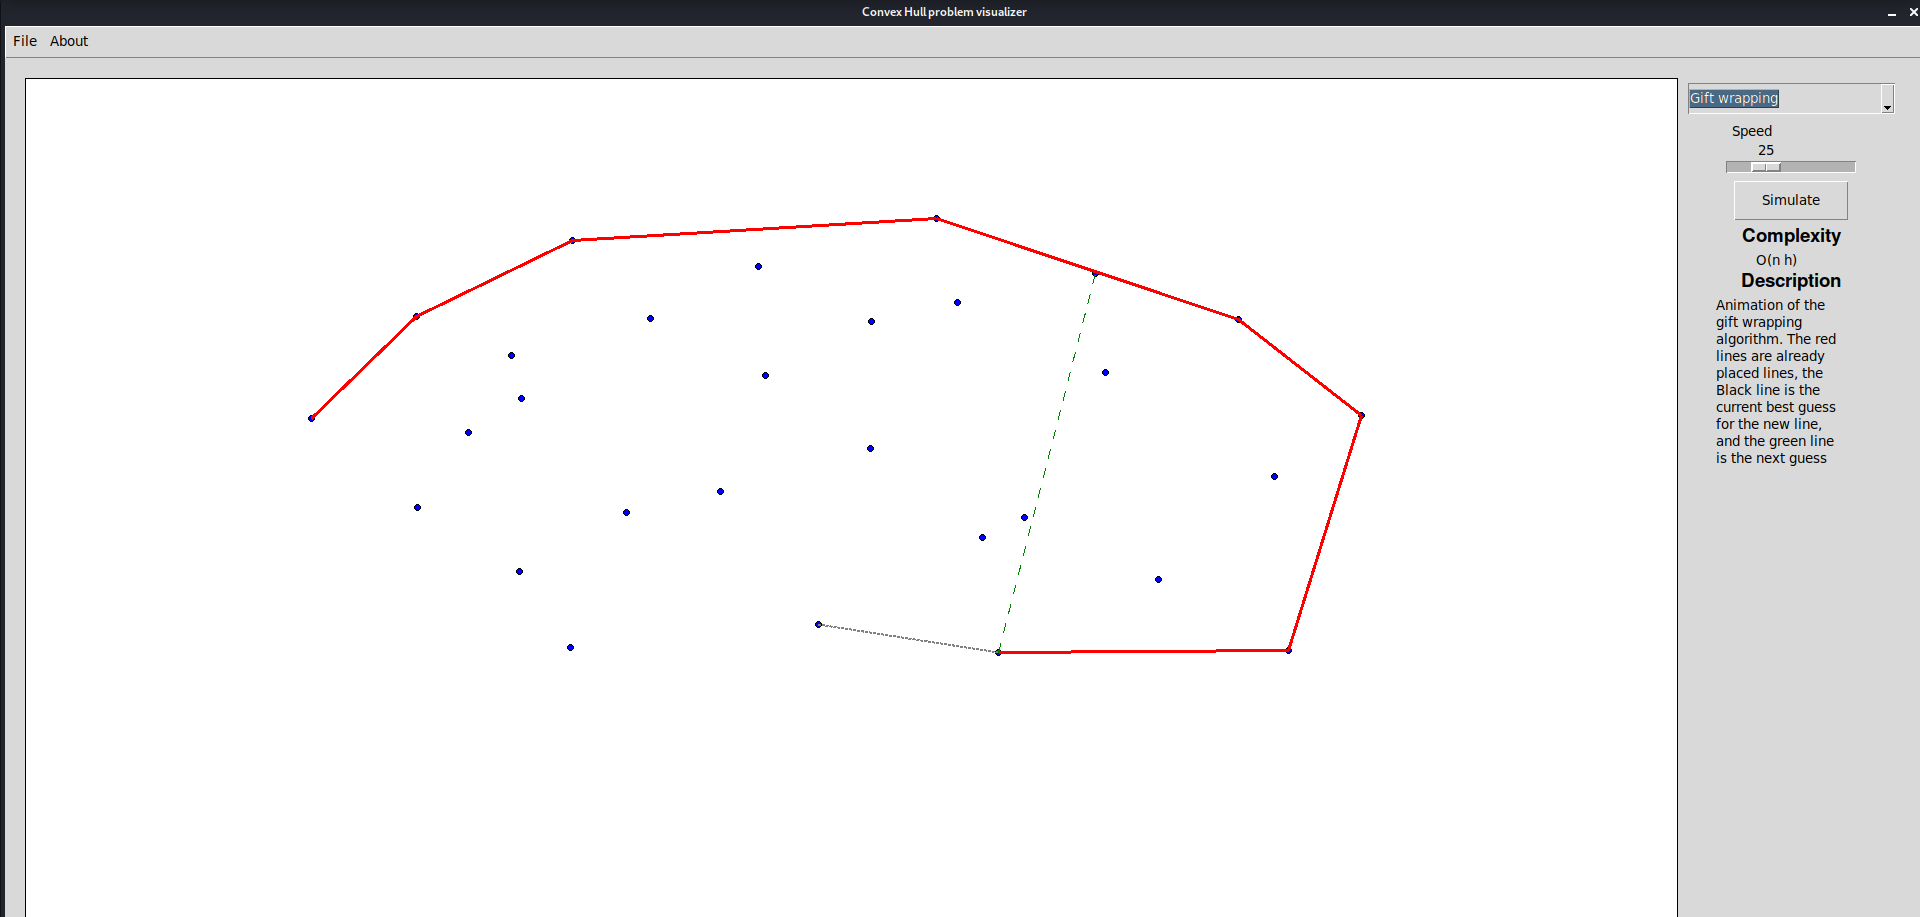 Convex Hull problem visualizer
File About
Gift wrapping
Speed
25
Simulate
Complexity
O(n h)
Description
Animation of the
gift wrapping
algorithm. The red
lines are already
placed lines, the
Black line is the
current best guess
for the new line,
and the green line
is the next guess